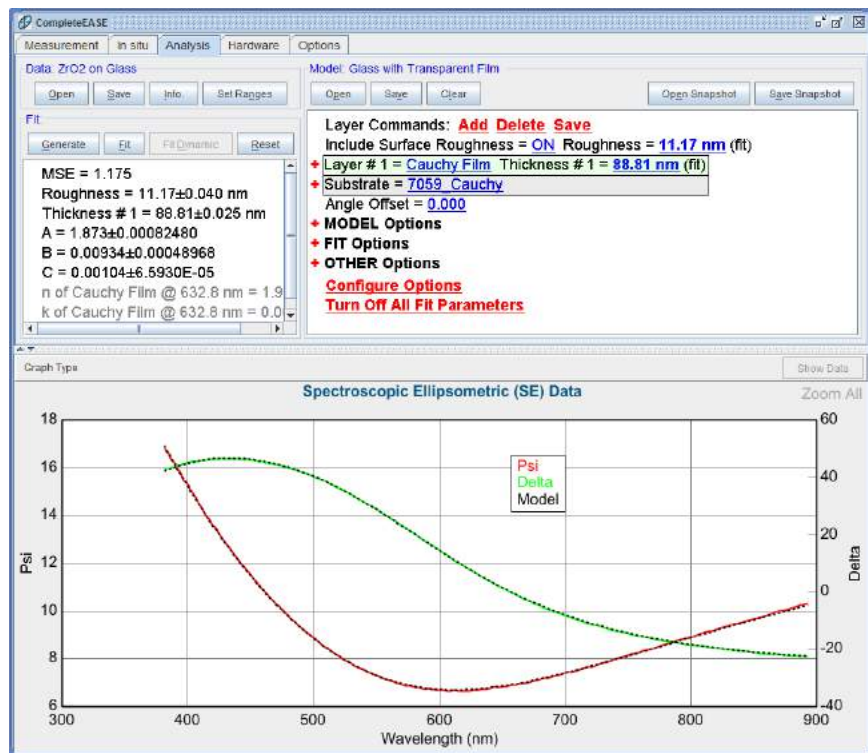 CompleteEASE
Measurement In situ Analysis Hardware Options
Data: ZrO2 on Glass
Open Save Info. Set Ranges
Fit
Generate Fit Fit Dynamic Reset
MSE = 1.175
Roughness = 11.17±0.040 nm
Thickness # 1 = 88.81±0.025 nm
A = 1.873±0.00082480
B = 0.00934±0.00048968
C = 0.00104±6.5930E-05
n of Cauchy Film @ 632.8 nm = 1.9
k of Cauchy Film @ 632.8 nm = 0.0
Model: Glass with Transparent Film
Open Save Clear Open Snapshot Save Snapshot
Layer Commands: Add Delete Save
Include Surface Roughness = ON Roughness = 11.17 nm (fit)
+ Layer # 1 = Cauchy Film Thickness # 1 = 88.81 nm (fit)
+ Substrate = 7059_Cauchy
Angle Offset = 0.000
+ MODEL Options
+ FIT Options
+ OTHER Options
Configure Options
Turn Off All Fit Parameters
Graph Type Show Data
Spectroscopic Ellipsometric (SE) Data
Zoom All
Psi
18
16
14
12
10
8
6
Psi
Delta
Model
60
40
20
0
-20
-40
Delta
300 400 500 600 700 800 900
Wavelength (nm)